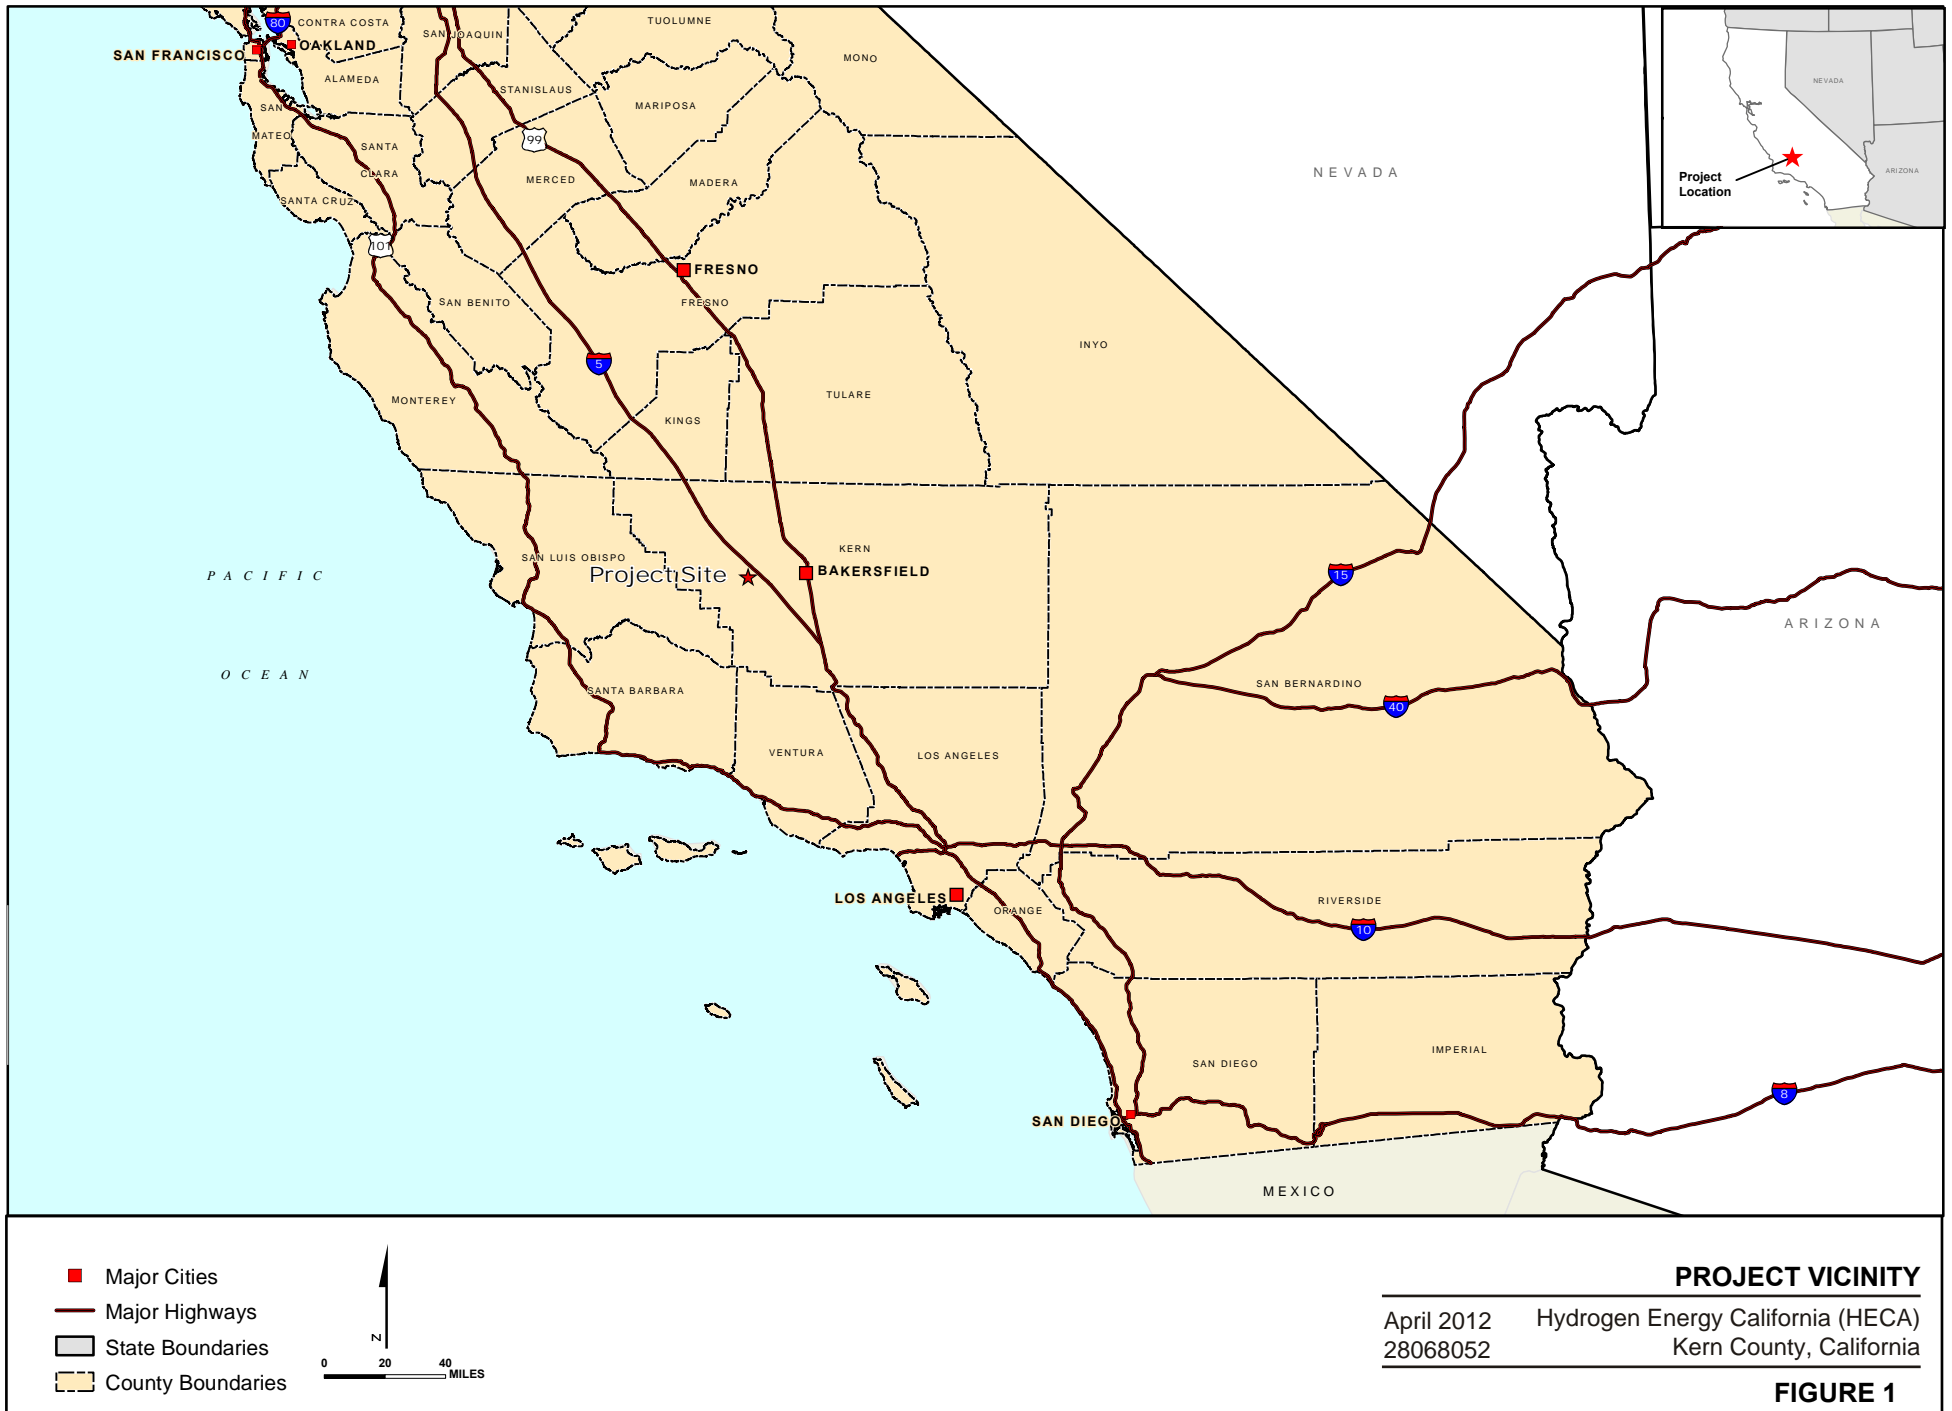 80
CONTRA COSTA
TUOLUMNE
SAN JOAQUIN
SAN FRANCISCO
OAKLAND
MONO
ALAMEDA
STANISLAUS
MARIPOSA
SAN
MATEO
99
SANTA
CLARA
MERCED
MADERA
SANTA CRUZ
101
NEVADA
NEVADA
ARIZONA
Project
Location
FRESNO
FRESNO
SAN BENITO
5
INYO
MONTEREY
KINGS
TULARE
PACIFIC
OCEAN
SAN LUIS OBISPO
KERN
Project Site
BAKERSFIELD
15
ARIZONA
SANTA BARBARA
SAN BERNARDINO
40
VENTURA
LOS ANGELES
LOS ANGELES
ORANGE
RIVERSIDE
10
SAN DIEGO
IMPERIAL
8
SAN DIEGO
MEXICO
Major Cities
Major Highways
State Boundaries
County Boundaries
N
0 20 40
MILES
PROJECT VICINITY
April 2012 Hydrogen Energy California (HECA)
28068052 Kern County, California
FIGURE 1